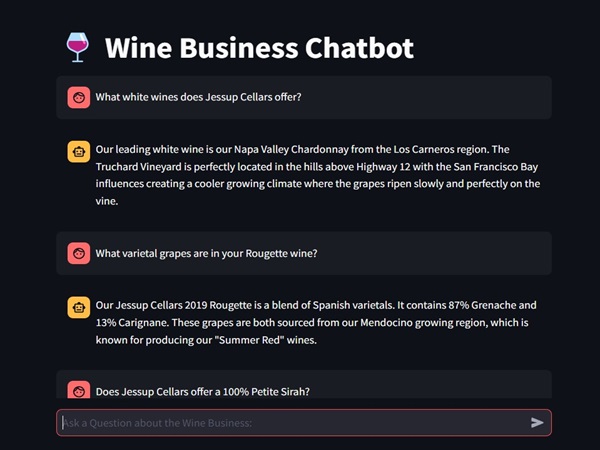 Wine Business Chatbot
What white wines does Jessup Cellars offer?
Our leading white wine is our Napa Valley Chardonnay from the Los Carneros region. The
Truchard Vineyard is perfectly located in the hills above Highway 12 with the San Francisco Bay
influences creating a cooler growing climate where the grapes ripen slowly and perfectly on the
vine.
What varietal grapes are in your Rougette wine?
Our Jessup Cellars 2019 Rougette is a blend of Spanish varietals. It contains 87% Grenache and
13% Carignane. These grapes are both sourced from our Mendocino growing region, which is
known for producing our "Summer Red" wines.
Does Jessup Cellars offer a 100% Petite Sirah?
Ask a Question about the Wine Business: